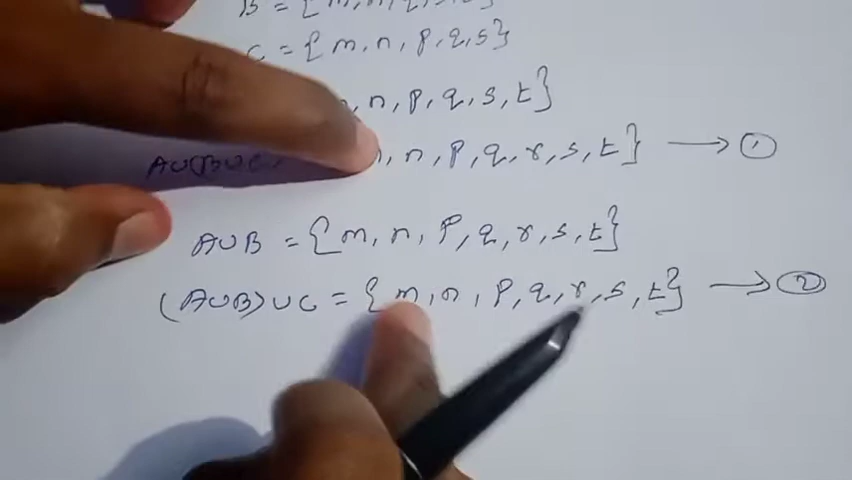 B = {m, n, q, s, t}
C = {m, n, p, q, s}
n, p, q, s, t}
A∪(B∪C , n, p, q, r, s, t} → ①
A∪B = {m, n, p, q, r, s, t}
(A∪B)∪C = {m, n, p, q, r, s, t} → ②